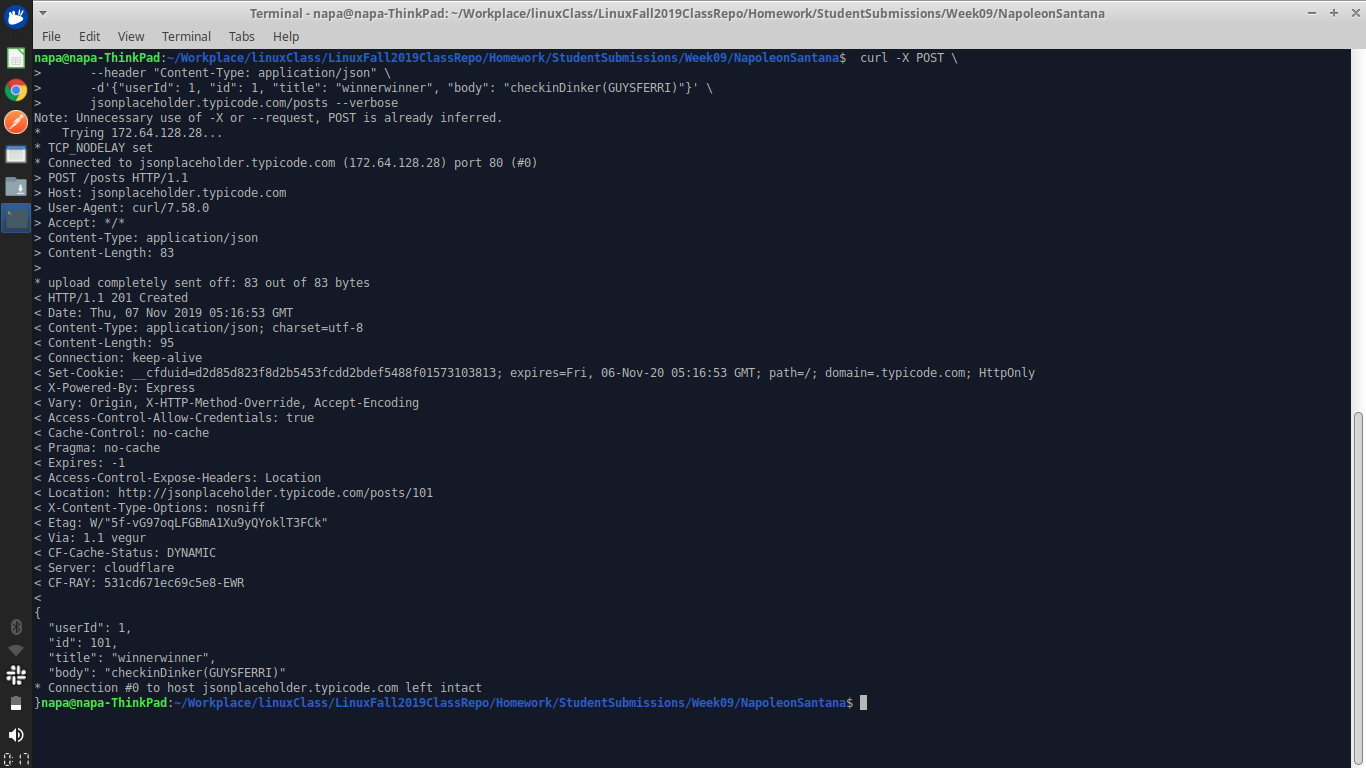 Terminal - napa@napa-ThinkPad: ~/Workplace/linuxClass/LinuxFall2019ClassRepo/Homework/StudentSubmissions/Week09/NapoleonSantana
File Edit View Terminal Tabs Help
napa@napa-ThinkPad:~/Workplace/linuxClass/LinuxFall2019ClassRepo/Homework/StudentSubmissions/Week09/NapoleonSantana$  curl -X POST \
>       --header "Content-Type: application/json" \
>       -d'{"userId": 1, "id": 1, "title": "winnerwinner", "body": "checkinDinker(GUYSFERRI)"}' \
>       jsonplaceholder.typicode.com/posts --verbose
Note: Unnecessary use of -X or --request, POST is already inferred.
*   Trying 172.64.128.28...
* TCP_NODELAY set
* Connected to jsonplaceholder.typicode.com (172.64.128.28) port 80 (#0)
> POST /posts HTTP/1.1
> Host: jsonplaceholder.typicode.com
> User-Agent: curl/7.58.0
> Accept: */*
> Content-Type: application/json
> Content-Length: 83
>
* upload completely sent off: 83 out of 83 bytes
< HTTP/1.1 201 Created
< Date: Thu, 07 Nov 2019 05:16:53 GMT
< Content-Type: application/json; charset=utf-8
< Content-Length: 95
< Connection: keep-alive
< Set-Cookie: __cfduid=d2d85d823f8d2b5453fcdd2bdef5488f01573103813; expires=Fri, 06-Nov-20 05:16:53 GMT; path=/; domain=.typicode.com; HttpOnly
< X-Powered-By: Express
< Vary: Origin, X-HTTP-Method-Override, Accept-Encoding
< Access-Control-Allow-Credentials: true
< Cache-Control: no-cache
< Pragma: no-cache
< Expires: -1
< Access-Control-Expose-Headers: Location
< Location: http://jsonplaceholder.typicode.com/posts/101
< X-Content-Type-Options: nosniff
< Etag: W/"5f-vG97oqLFGBmA1Xu9yQYoklT3FCk"
< Via: 1.1 vegur
< CF-Cache-Status: DYNAMIC
< Server: cloudflare
< CF-RAY: 531cd671ec69c5e8-EWR
<
{
  "userId": 1,
  "id": 101,
  "title": "winnerwinner",
  "body": "checkinDinker(GUYSFERRI)"
* Connection #0 to host jsonplaceholder.typicode.com left intact
}napa@napa-ThinkPad:~/Workplace/linuxClass/LinuxFall2019ClassRepo/Homework/StudentSubmissions/Week09/NapoleonSantana$
0:17